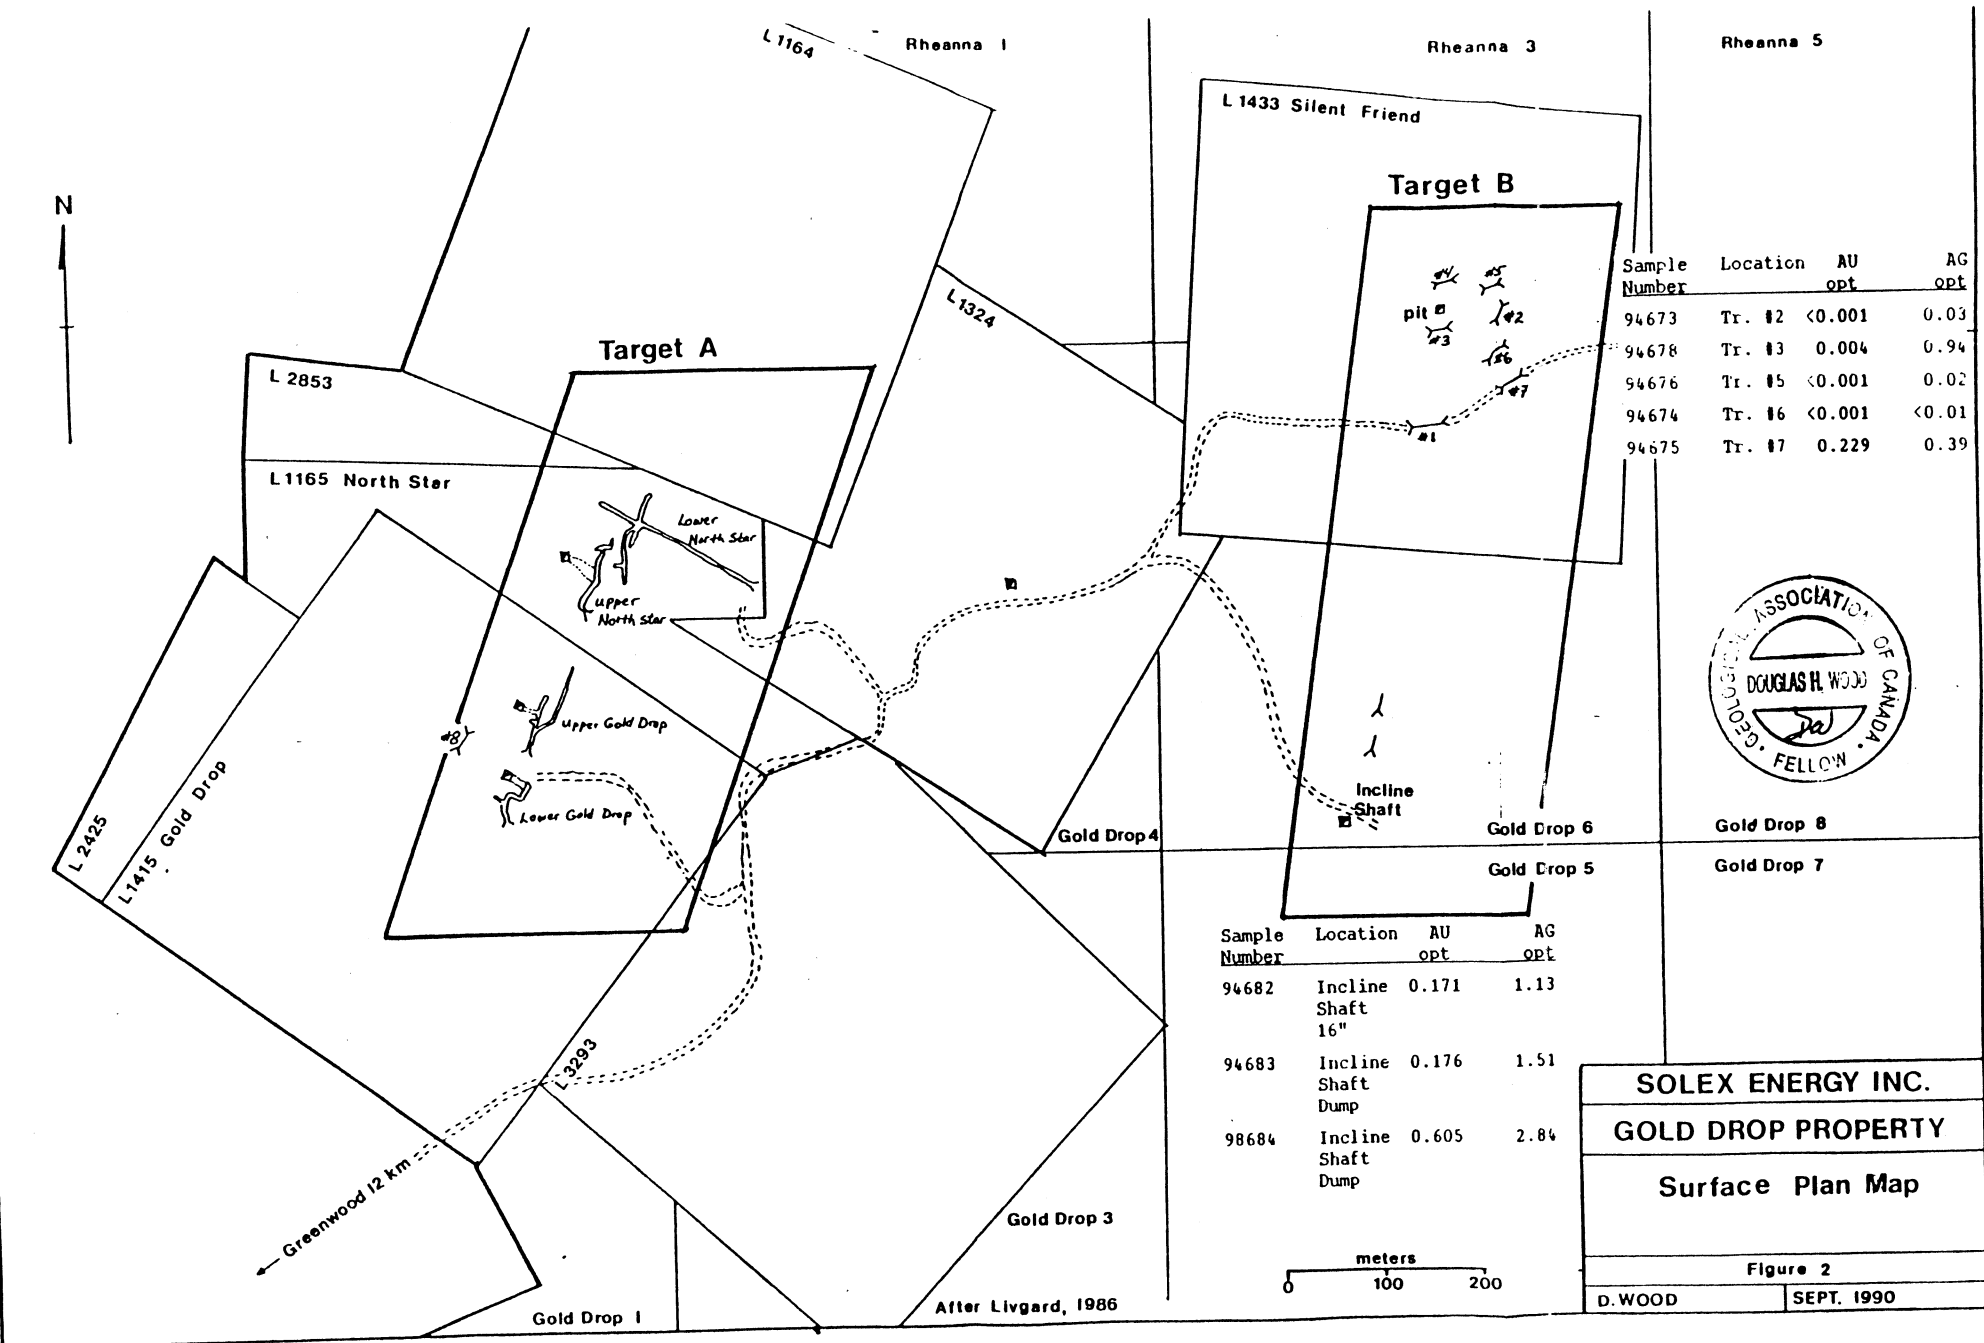 L 1164
Rheanna 1
Rheanna 3
Rheanna 5
L 1433 Silent Friend
N
Target B
Target A
L 1324
L 2853
L1165 North Star
Lower
North Star
upper
North Star
#4
#5
pit
#2
#3
#6
#7
#1
Sample Location AU AG
Number opt opt
94673 Tr. #2 <0.001 0.03
94678 Tr. #3 0.004 0.94
94676 Tr. #5 <0.001 0.02
94674 Tr. #6 <0.001 <0.01
94675 Tr. #7 0.229 0.39
GEOLOGICAL ASSOCIATION OF CANADA
DOUGLAS H. WOOD
FELLOW
upper Gold Drop
#8
Lower Gold Drop
L 2425
L1415 Gold Drop
Incline
Shaft
Gold Drop 4
Gold Drop 6
Gold Drop 8
Gold Drop 5
Gold Drop 7
Sample Location AU AG
Number opt opt
94682 Incline 0.171 1.13
Shaft
16"
94683 Incline 0.176 1.51
Shaft
Dump
98684 Incline 0.605 2.84
Shaft
Dump
L 3293
Greenwood 12 km
Gold Drop 3
Gold Drop 1
After Livgard, 1986
meters
0 100 200
SOLEX ENERGY INC.
GOLD DROP PROPERTY
Surface Plan Map
Figure 2
D. WOOD
SEPT. 1990